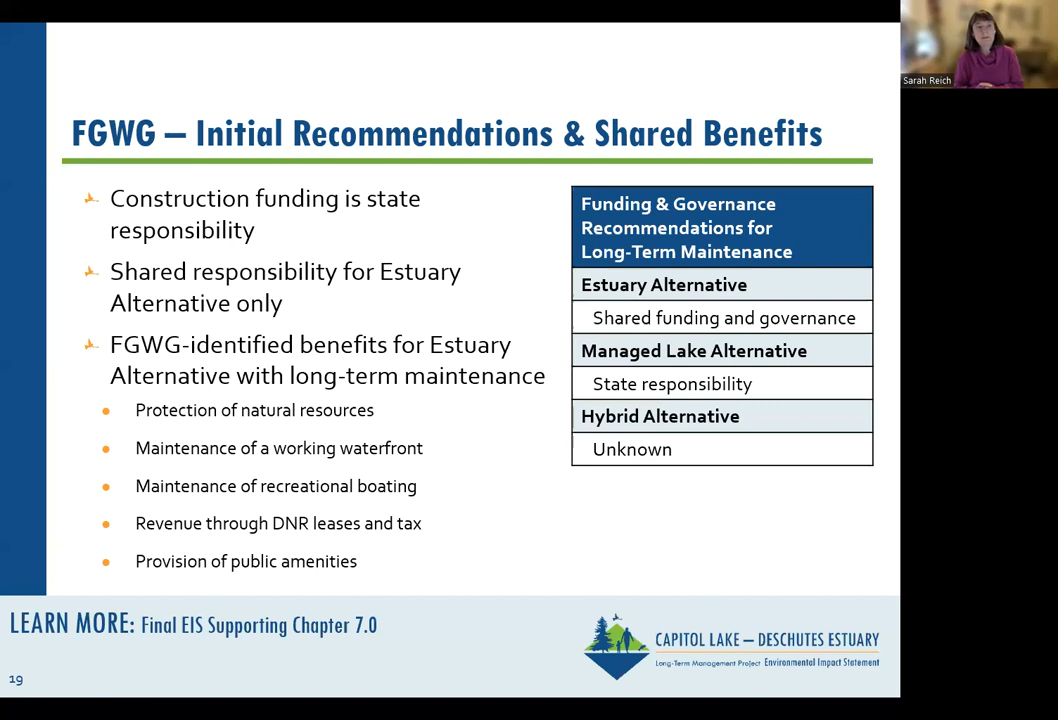 Sarah Reich
FGWG – Initial Recommendations & Shared Benefits
Construction funding is state
responsibility
Shared responsibility for Estuary
Alternative only
FGWG-identified benefits for Estuary
Alternative with long-term maintenance
Protection of natural resources
Maintenance of a working waterfront
Maintenance of recreational boating
Revenue through DNR leases and tax
Provision of public amenities
Funding & Governance
Recommendations for
Long-Term Maintenance
Estuary Alternative
Shared funding and governance
Managed Lake Alternative
State responsibility
Hybrid Alternative
Unknown
LEARN MORE: Final EIS Supporting Chapter 7.0
CAPITOL LAKE – DESCHUTES ESTUARY
Long-Term Management Project Environmental Impact Statement
19